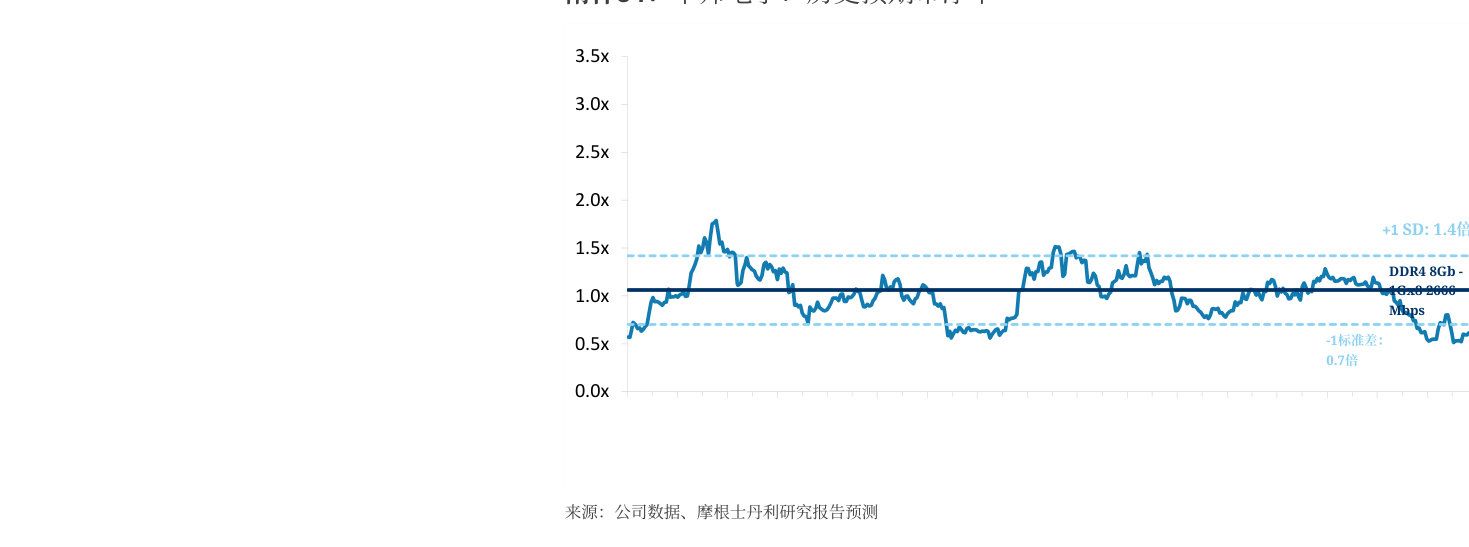 3.5x
3.0x
2.5x
2.0x
1.5x
+1 SD: 1.4倍
DDR4 8Gb -
1Gx8 2666
Mbps
1.0x
-1标准差：
0.7倍
0.5x
0.0x
来源：公司数据、摩根士丹利研究报告预测